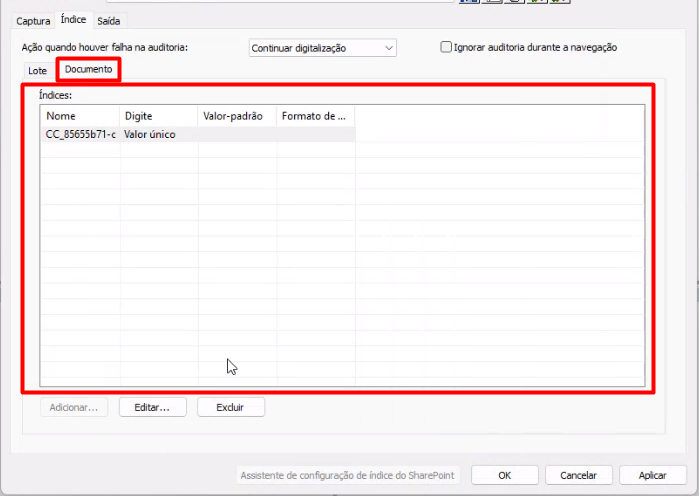 Captura Índice Saída
Ação quando houver falha na auditoria: Continuar digitalização Ignorar auditoria durante a navegação
Lote Documento
Índices:
Nome Digite Valor-padrão Formato de ...
CC_85655b71-c Valor único
Adicionar... Editar... Excluir
Assistente de configuração de índice do SharePoint OK Cancelar Aplicar